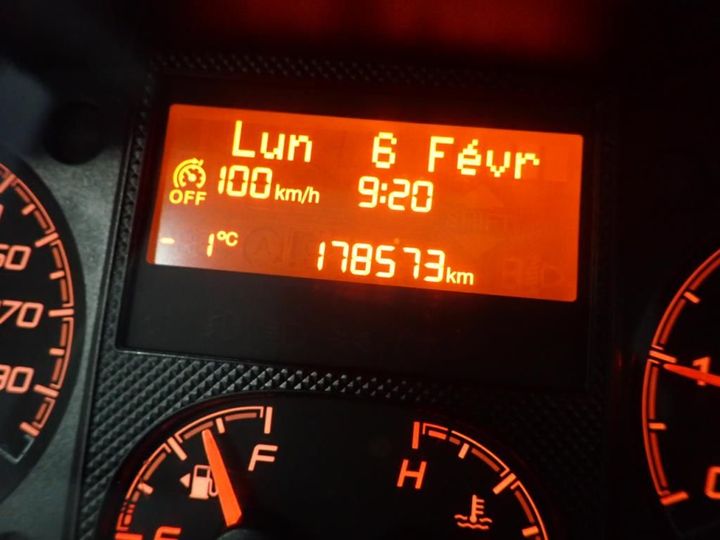 Lun 6 Févr
OFF 100 km/h 9:20
- 1°C 178573 km
F
H